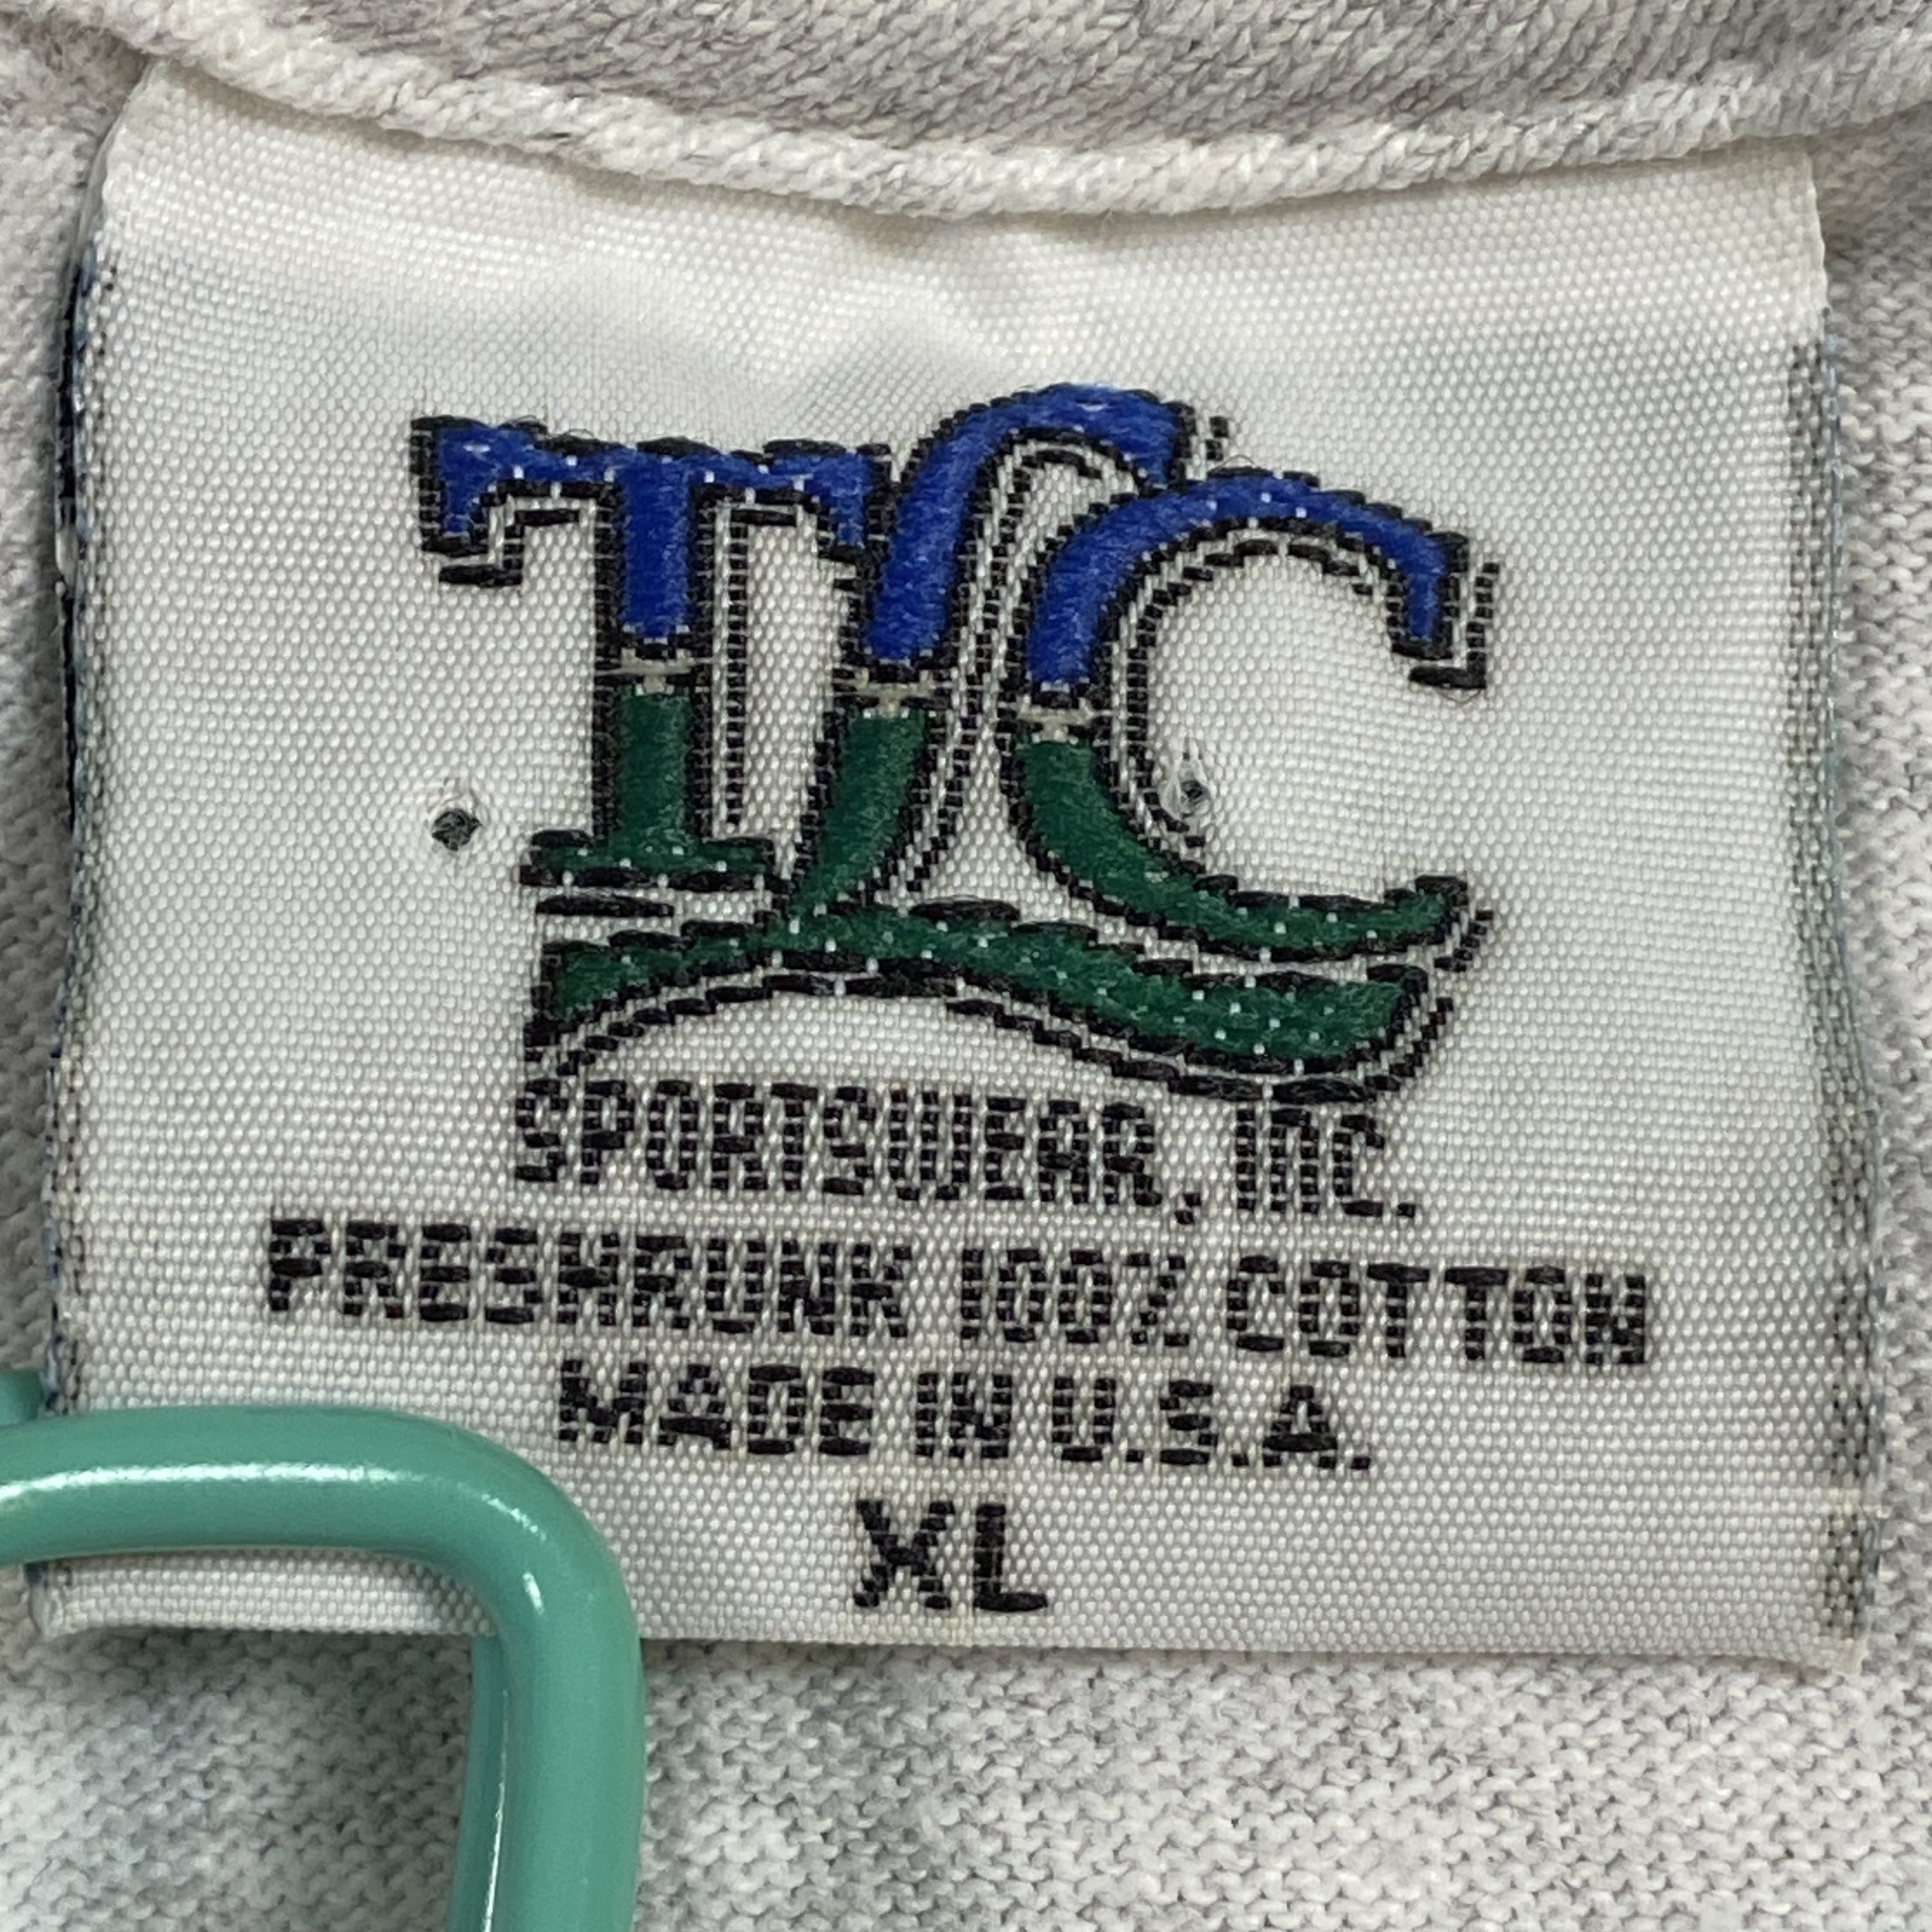 TLC
SPORTSWEAR, INC.
PRESHRUNK 100% COTTON
MADE IN U.S.A.
XL